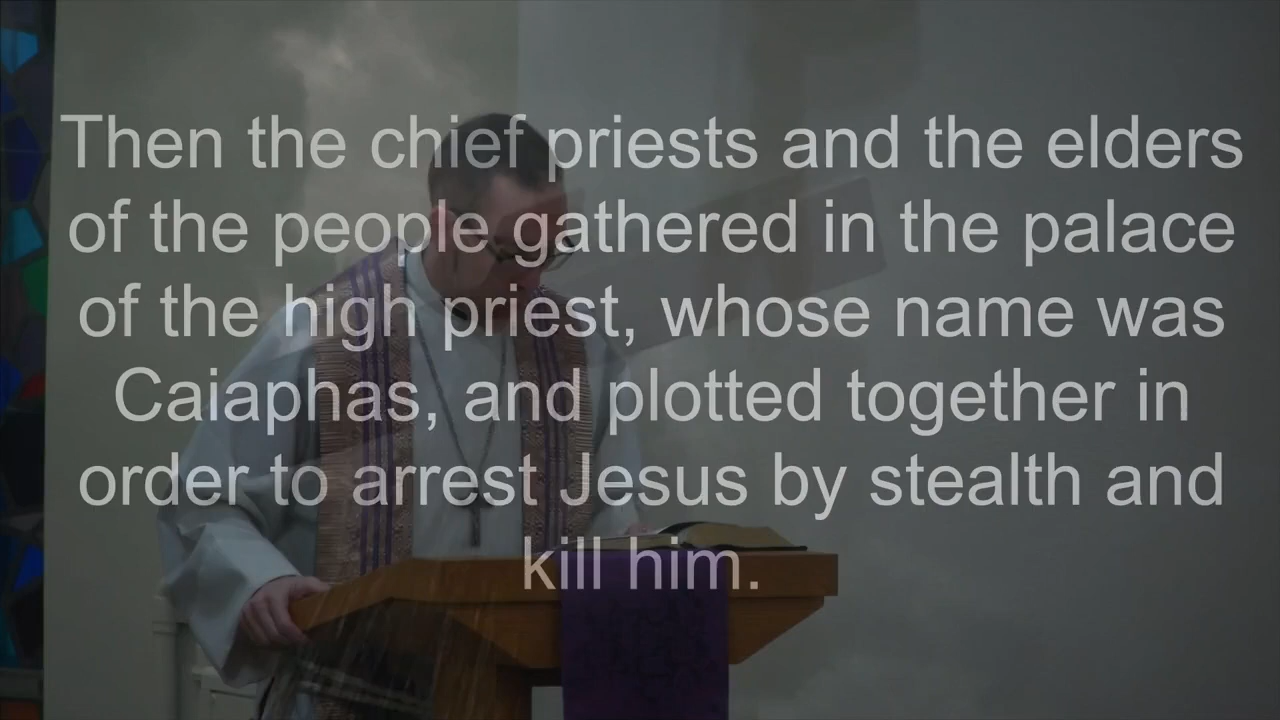 Then the chief priests and the elders
of the people gathered in the palace
of the high priest, whose name was
Caiaphas, and plotted together in
order to arrest Jesus by stealth and
kill him.